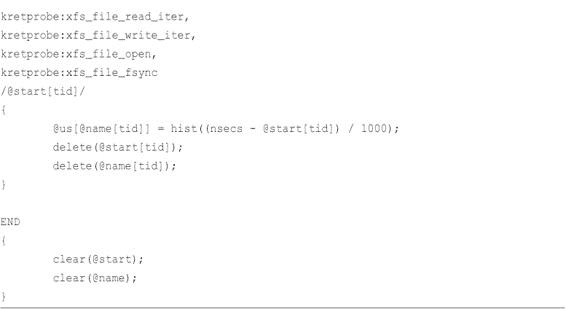 kretprobe:xfs_file_read_iter,
kretprobe:xfs_file_write_iter,
kretprobe:xfs_file_open,
kretprobe:xfs_file_fsync
/@start[tid]/
{
        @us[@name[tid]] = hist((nsecs - @start[tid]) / 1000);
        delete(@start[tid]);
        delete(@name[tid]);
}

END
{
        clear(@start);
        clear(@name);
}